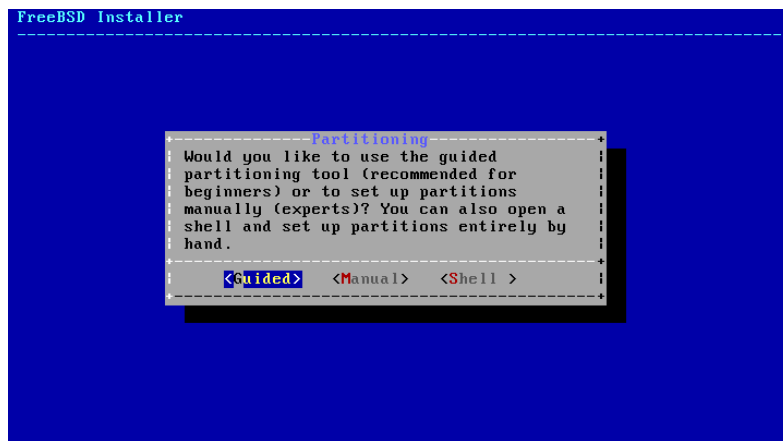 FreeBSD Installer
Partitioning
Would you like to use the guided
partitioning tool (recommended for
beginners) or to set up partitions
manually (experts)? You can also open a
shell and set up partitions entirely by
hand.
<Guided> <Manual> <Shell >